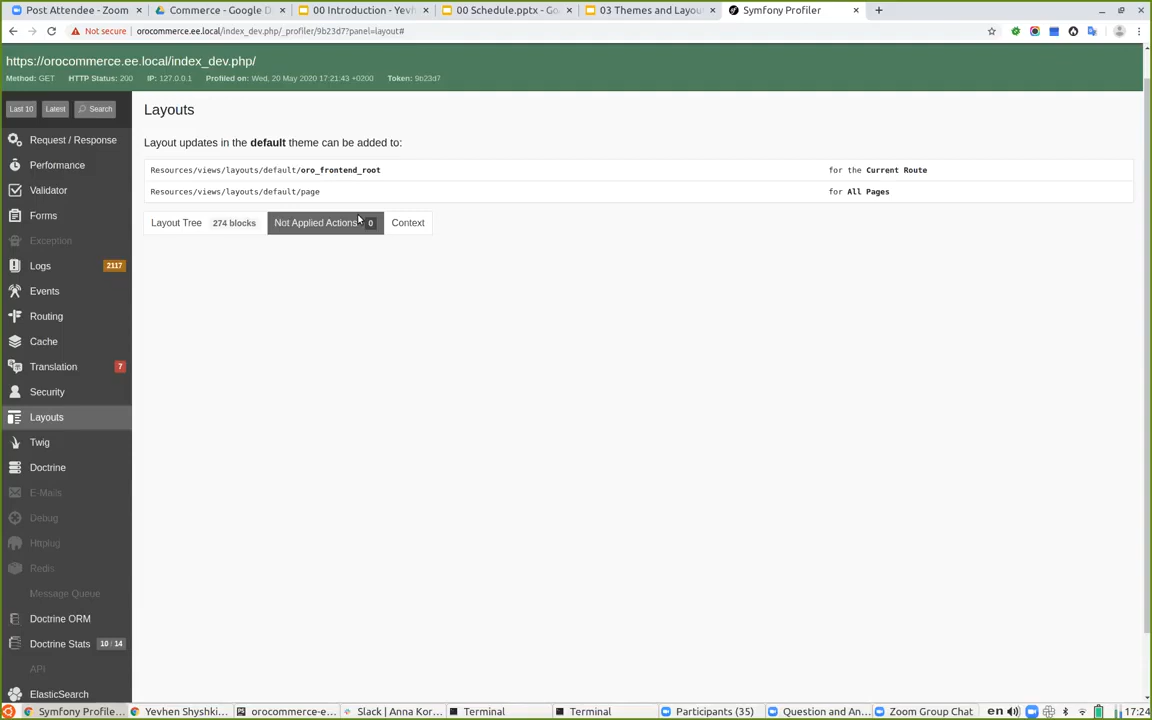 Post Attendee - Zoom
Commerce - Google D
00 Introduction - Yevh
00 Schedule.pptx - Go
03 Themes and Layou
Symfony Profiler
Not secure
orocommerce.ee.local/index_dev.php/_profiler/9b23d7?panel=layout#
https://orocommerce.ee.local/index_dev.php/
Method: GET HTTP Status: 200 IP: 127.0.0.1 Profiled on: Wed, 20 May 2020 17:21:43 +0200 Token: 9b23d7
Last 10 Latest Search
Request / Response
Performance
Validator
Forms
Exception
Logs 2117
Events
Routing
Cache
Translation 7
Security
Layouts
Twig
Doctrine
E-Mails
Debug
Httplug
Redis
Message Queue
Doctrine ORM
Doctrine Stats 10 / 14
API
ElasticSearch
Layouts
Layout updates in the default theme can be added to:
Resources/views/layouts/default/oro_frontend_root for the Current Route
Resources/views/layouts/default/page for All Pages
Layout Tree 274 blocks Not Applied Actions 0 Context
Symfony Profile...
Yevhen Shyshki...
orocommerce-e...
Slack | Anna Kor...
Terminal
Terminal
Participants (35)
Question and An...
Zoom Group Chat
en
17:24